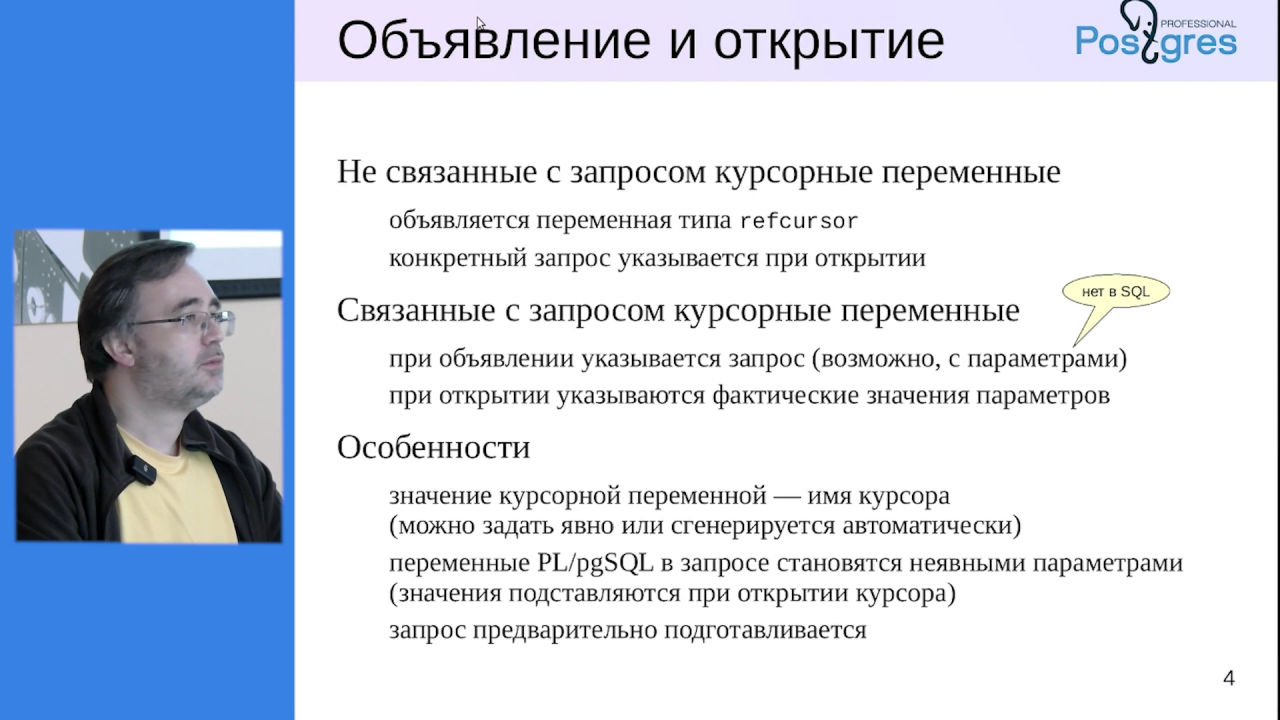 Объявление и открытие
PROFESSIONAL
Postgres
Не связанные с запросом курсорные переменные
объявляется переменная типа refcursor
конкретный запрос указывается при открытии
нет в SQL
Связанные с запросом курсорные переменные
при объявлении указывается запрос (возможно, с параметрами)
при открытии указываются фактические значения параметров
Особенности
значение курсорной переменной — имя курсора
(можно задать явно или сгенерируется автоматически)
переменные PL/pgSQL в запросе становятся неявными параметрами
(значения подставляются при открытии курсора)
запрос предварительно подготавливается
4